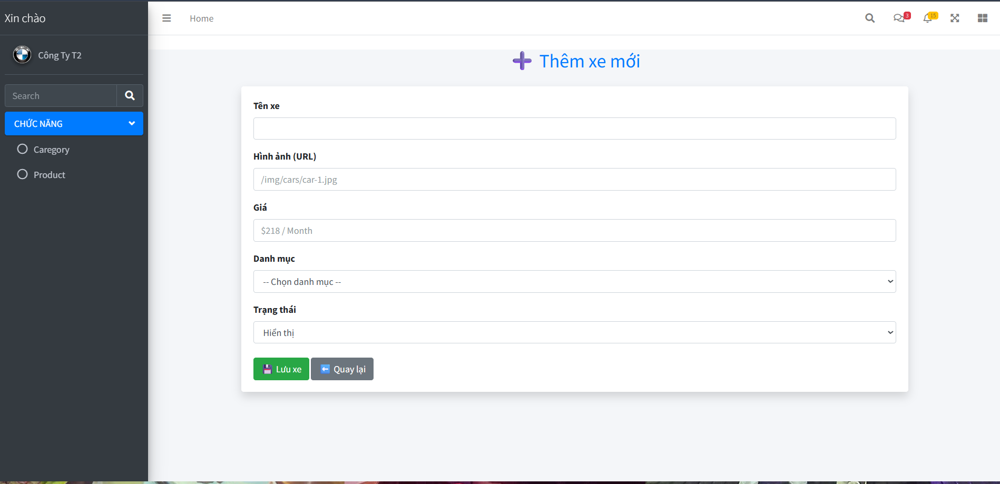 Xin chào
Home
3
15
Công Ty T2
Search
CHỨC NĂNG
Caregory
Product
Thêm xe mới
Tên xe
Hình ảnh (URL)
/img/cars/car-1.jpg
Giá
$218 / Month
Danh mục
-- Chọn danh mục --
Trạng thái
Hiển thị
Lưu xe
Quay lại